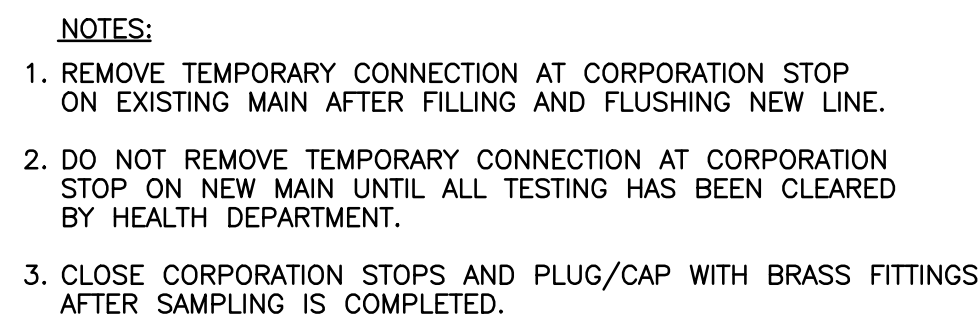 NOTES:
1. REMOVE TEMPORARY CONNECTION AT CORPORATION STOP
ON EXISTING MAIN AFTER FILLING AND FLUSHING NEW LINE.
2. DO NOT REMOVE TEMPORARY CONNECTION AT CORPORATION
STOP ON NEW MAIN UNTIL ALL TESTING HAS BEEN CLEARED
BY HEALTH DEPARTMENT.
3. CLOSE CORPORATION STOPS AND PLUG/CAP WITH BRASS FITTINGS
AFTER SAMPLING IS COMPLETED.